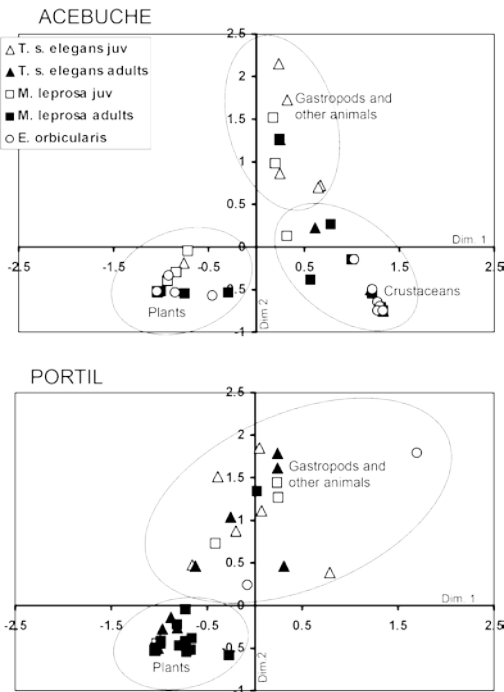 ACEBUCHE
T. s. elegans juv
T. s. elegans adults
M. leprosa juv
M. leprosa adults
E. orbicularis
2.5
2
1.5
1
0.5
0
-2.5
-1.5
-0.5
0.5
1.5
2.5
-0.5
-1
Gastropods and
other animals
Dim. 1
Dim 2
Crustaceans
Plants
PORTIL
2.5
2
1.5
1
0.5
0
-2.5
-1.5
-0.5
0.5
1.5
2.5
-0.5
-1
Gastropods and
other animals
Dim. 1
Dim.2
Plants